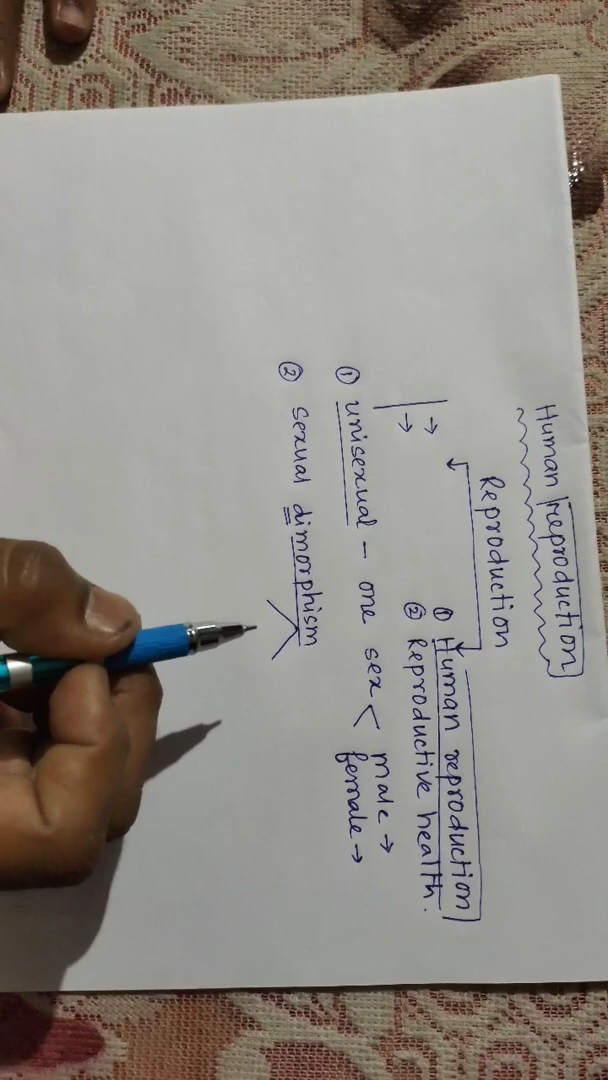 Human reproduction
Reproduction
① Human reproduction
② Reproductive health.
① unisexual - one sex < male →
female →
② sexual dimorphism